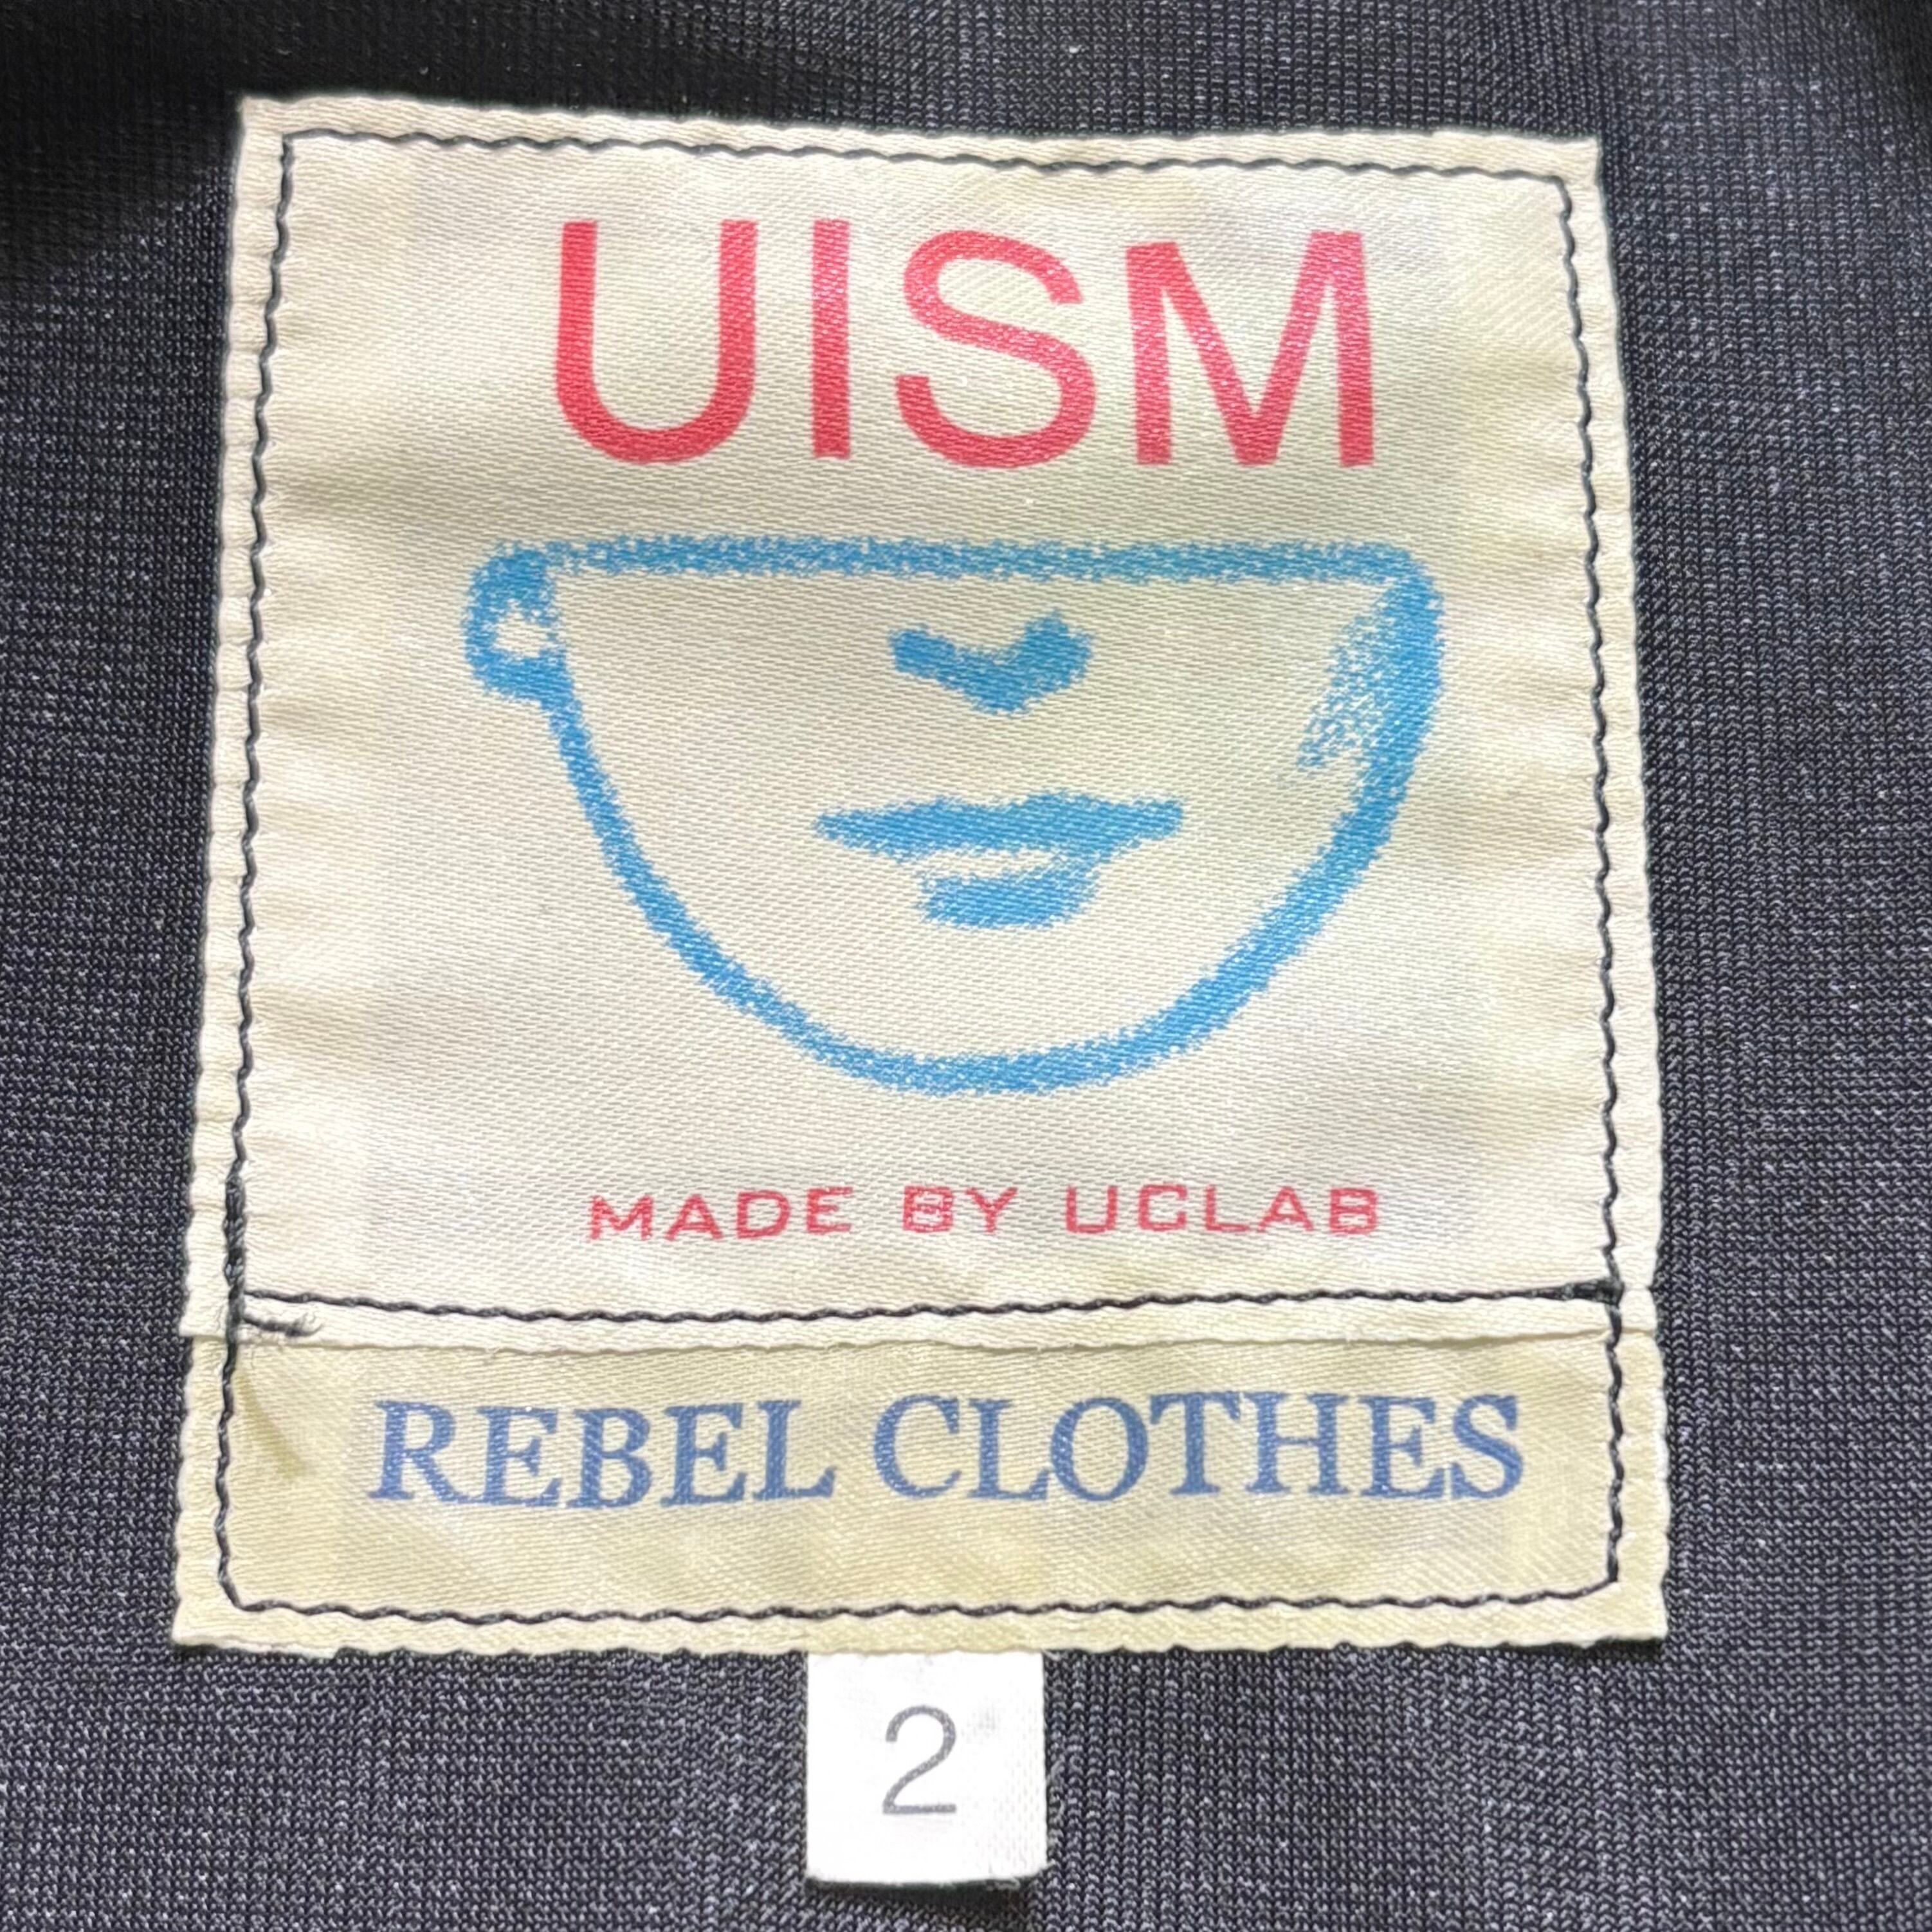 UISM
MADE BY UCLAB
REBEL CLOTHES
2